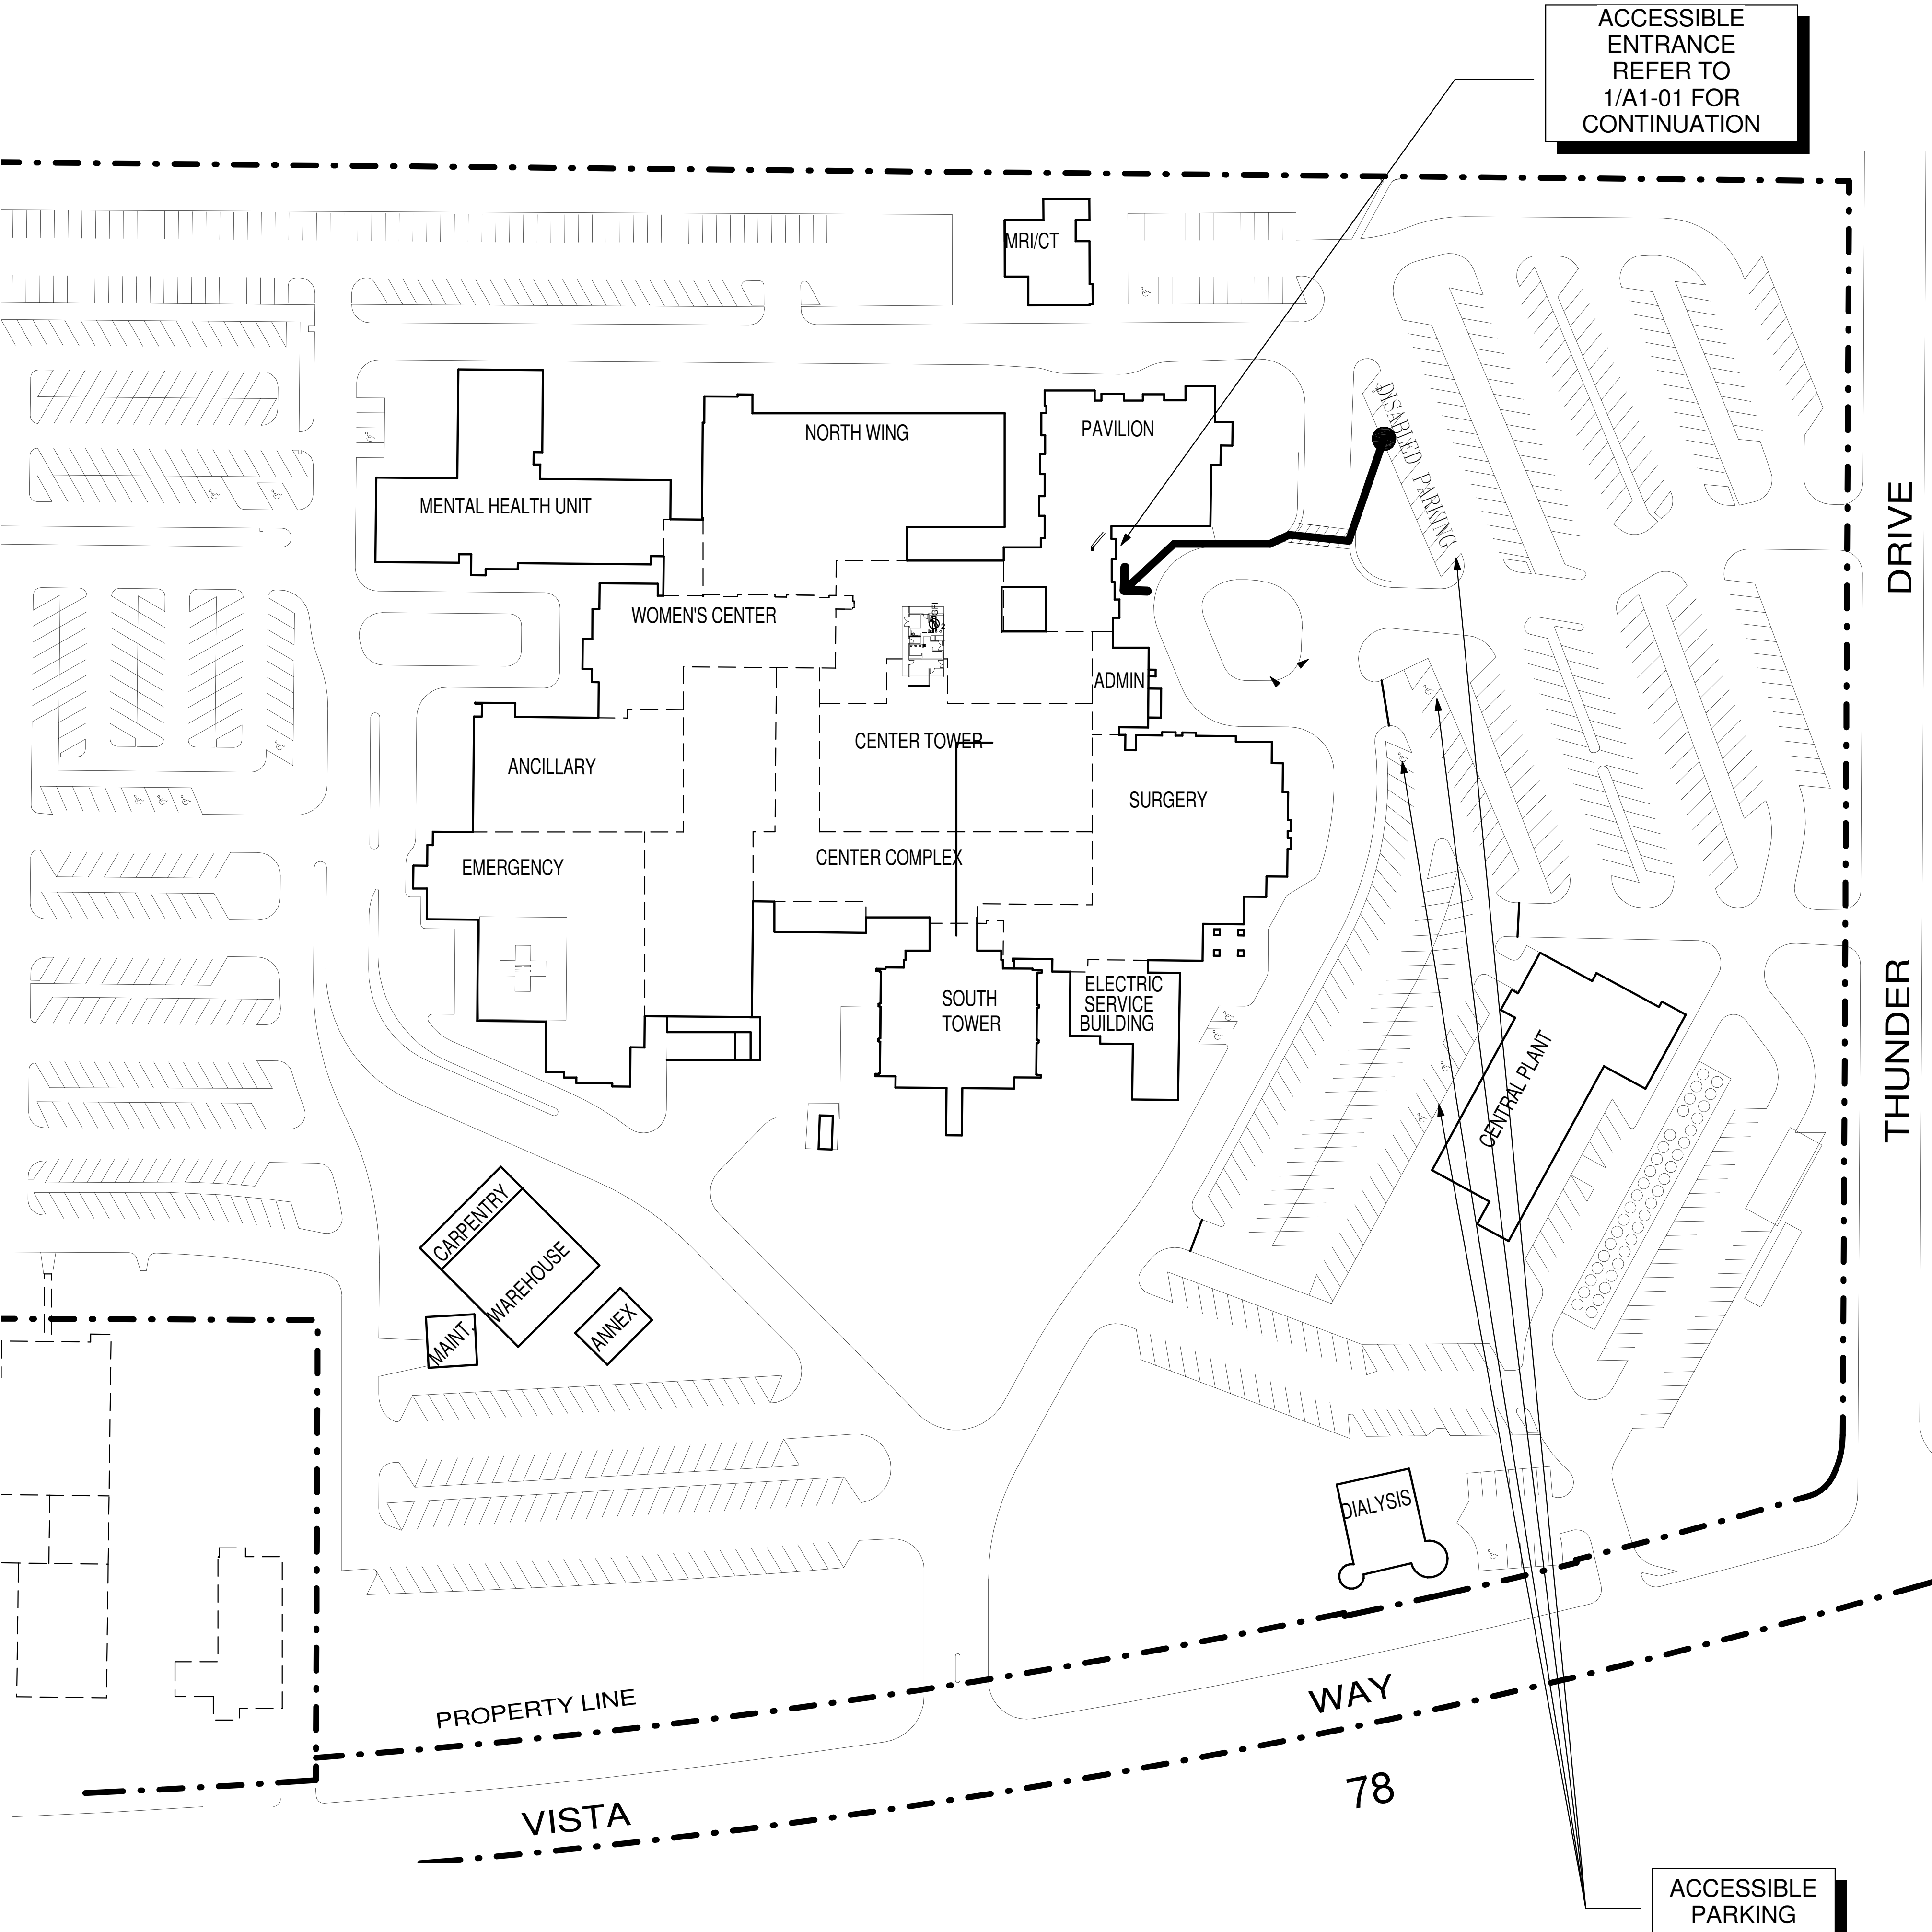 ACCESSIBLE
ENTRANCE
REFER TO
1/A1-01 FOR
CONTINUATION
MRI/CT
DISABLED PARKING
PAVILION
NORTH WING
MENTAL HEALTH UNIT
DRIVE
WOMEN'S CENTER
ADMIN
CENTER TOWER
ANCILLARY
SURGERY
CENTER COMPLEX
EMERGENCY
H
SOUTH
TOWER
ELECTRIC
SERVICE
BUILDING
THUNDER
CENTRAL PLANT
CARPENTRY
WAREHOUSE
MAINT.
ANNEX
DIALYSIS
PROPERTY LINE
WAY
VISTA
78
ACCESSIBLE
PARKING